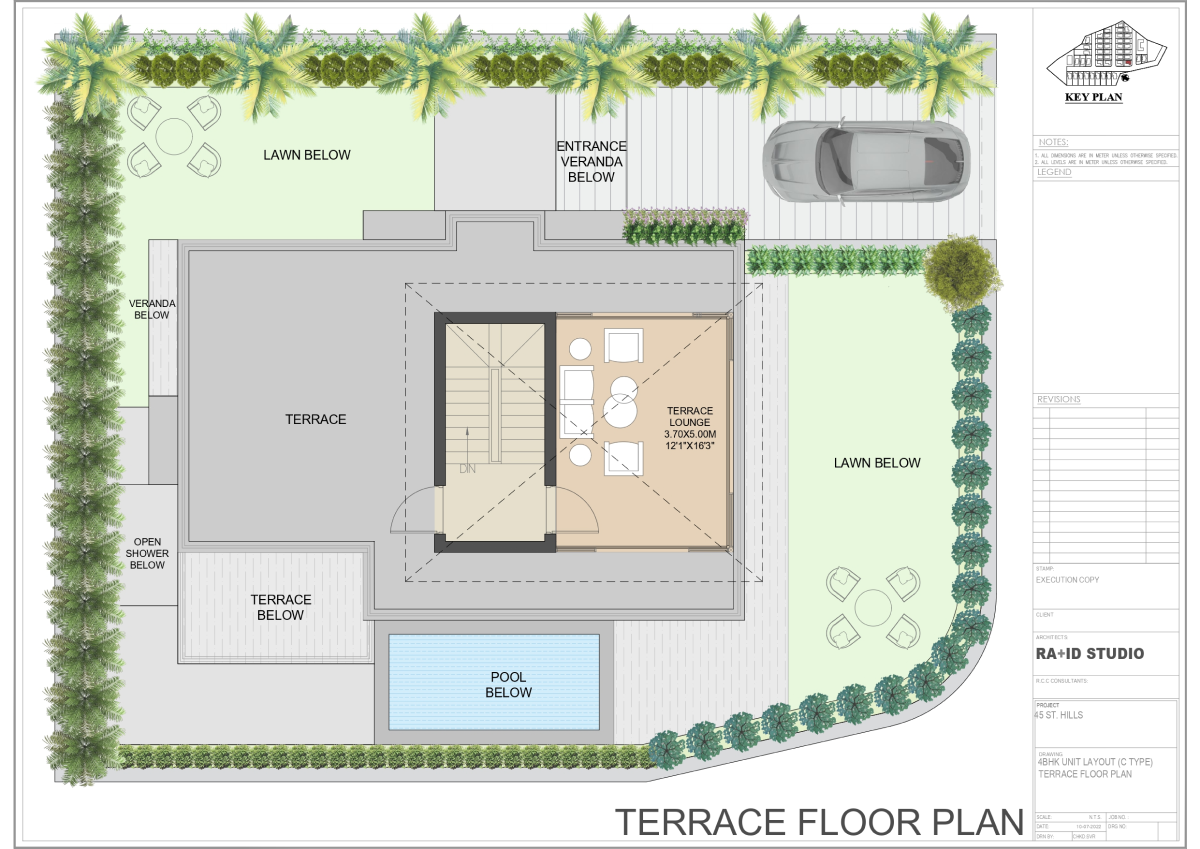 LAWN BELOW
ENTRANCE
VERANDA
BELOW
VERANDA
BELOW
TERRACE
TERRACE
LOUNGE
3.70X5.00M
12'1"X16'3"
DN
LAWN BELOW
OPEN
SHOWER
BELOW
TERRACE
BELOW
POOL
BELOW
TERRACE FLOOR PLAN
KEY PLAN
NOTES:
1. ALL DIMENSIONS ARE IN METER UNLESS OTHERWISE SPECIFIED.
2. ALL LEVELS ARE IN METER UNLESS OTHERWISE SPECIFIED.
LEGEND
REVISIONS
STAMP:
EXECUTION COPY
CLIENT
ARCHITECTS:
RA+ID STUDIO
R.C.C CONSULTANTS:
PROJECT
45 ST. HILLS
DRAWING
4BHK UNIT LAYOUT (C TYPE)
TERRACE FLOOR PLAN
SCALE: N.T.S. JOB NO. :
DATE: 10-07-2022 DRG NO.
DRN BY: CHKD:SVR